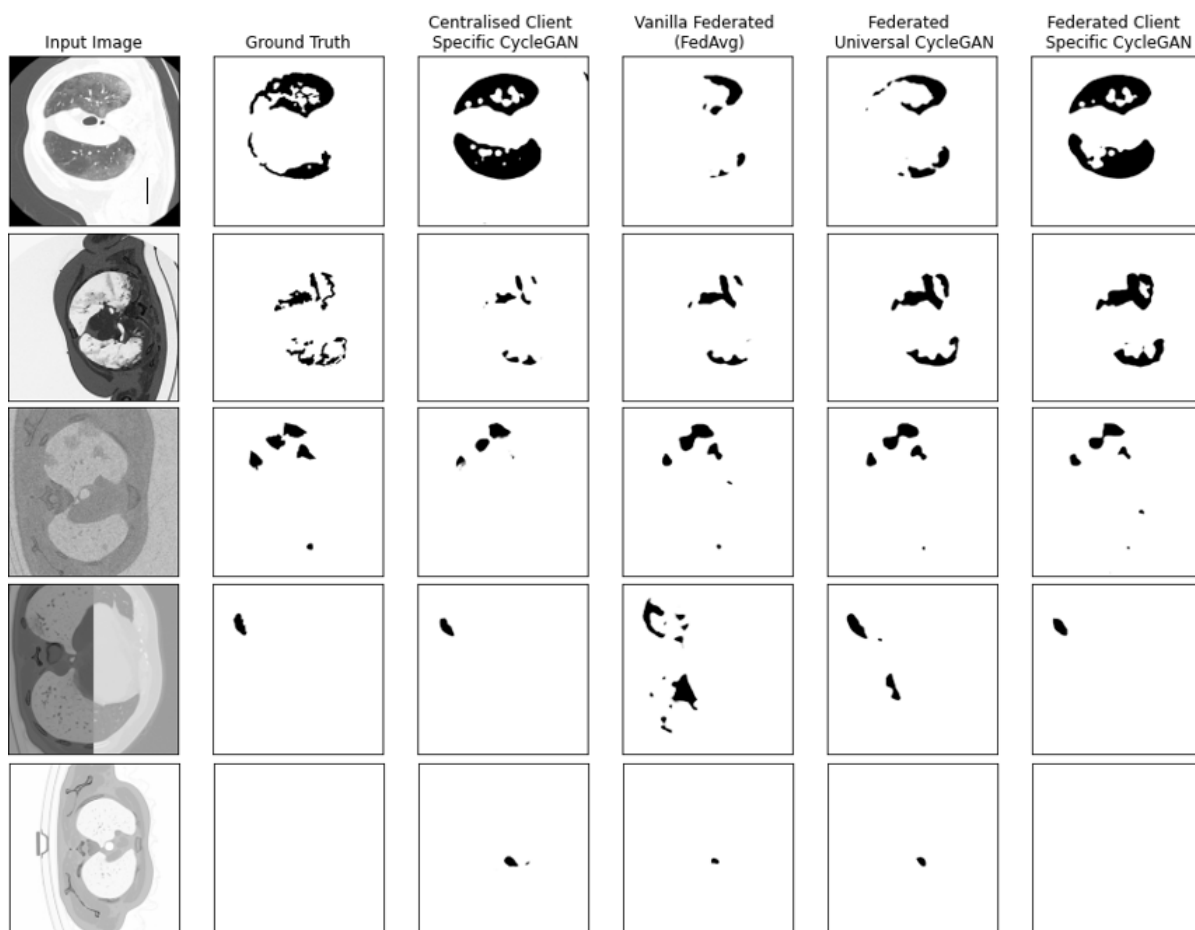 Input Image
Ground Truth
Centralised Client
Specific CycleGAN
Vanilla Federated
(FedAvg)
Federated
Universal CycleGAN
Federated Client
Specific CycleGAN